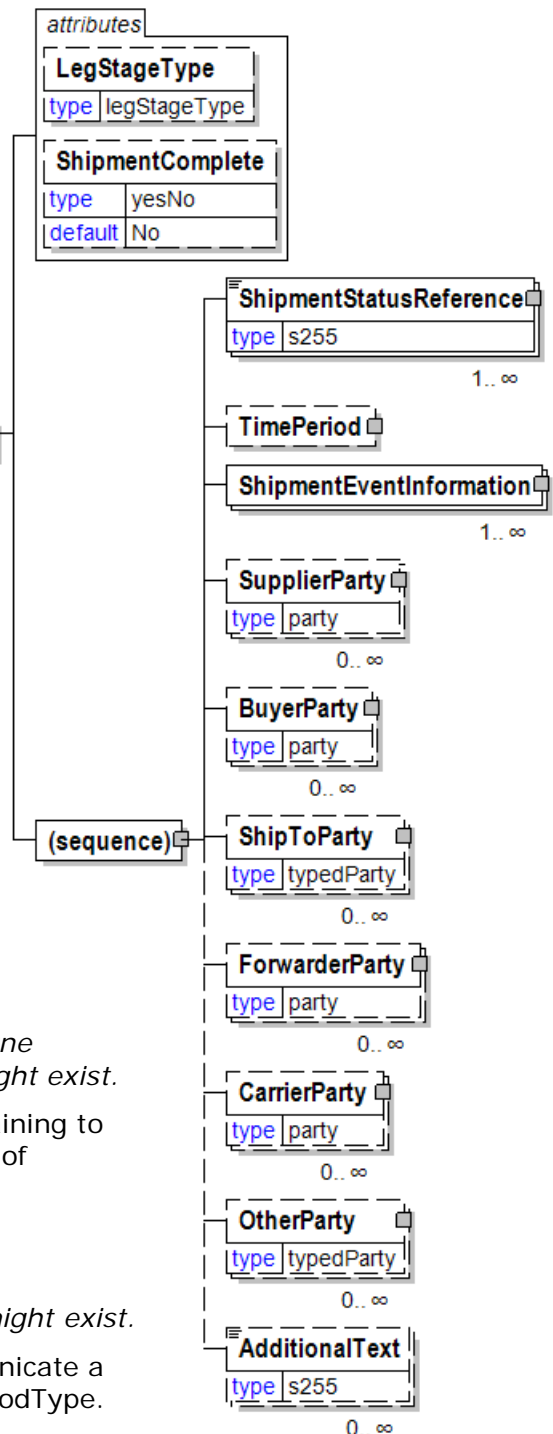 attributes
LegStageType
type legStageType
ShipmentComplete
type yesNo
default No
ShipmentStatusReference
type s255
1.. ∞
TimePeriod
ShipmentEventInformation
1.. ∞
SupplierParty
type party
0.. ∞
BuyerParty
type party
0.. ∞
(sequence)
ShipToParty
type typedParty
0.. ∞
ForwarderParty
type party
0.. ∞
ne
ght exist.
CarrierParty
type party
0.. ∞
ining to
of
OtherParty
type typedParty
0.. ∞
night exist.
AdditionalText
type s255
0.. ∞
nicate a
odType.